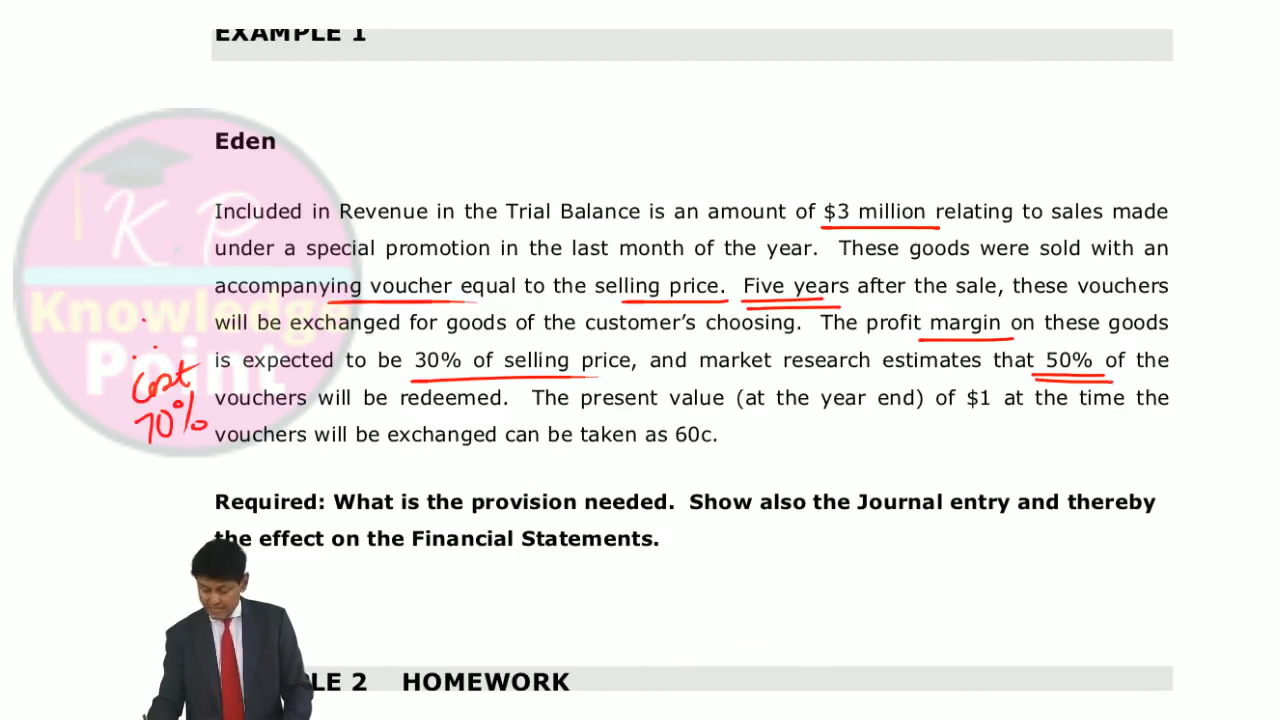 EXAMPLE 1
Eden
K.P
Knowledge
Point
Included in Revenue in the Trial Balance is an amount of $3 million relating to sales made
under a special promotion in the last month of the year. These goods were sold with an
accompanying voucher equal to the selling price. Five years after the sale, these vouchers
will be exchanged for goods of the customer's choosing. The profit margin on these goods
is expected to be 30% of selling price, and market research estimates that 50% of the
cost
70%
vouchers will be redeemed. The present value (at the year end) of $1 at the time the
vouchers will be exchanged can be taken as 60c.
Required: What is the provision needed. Show also the Journal entry and thereby
the effect on the Financial Statements.
LE 2 HOMEWORK